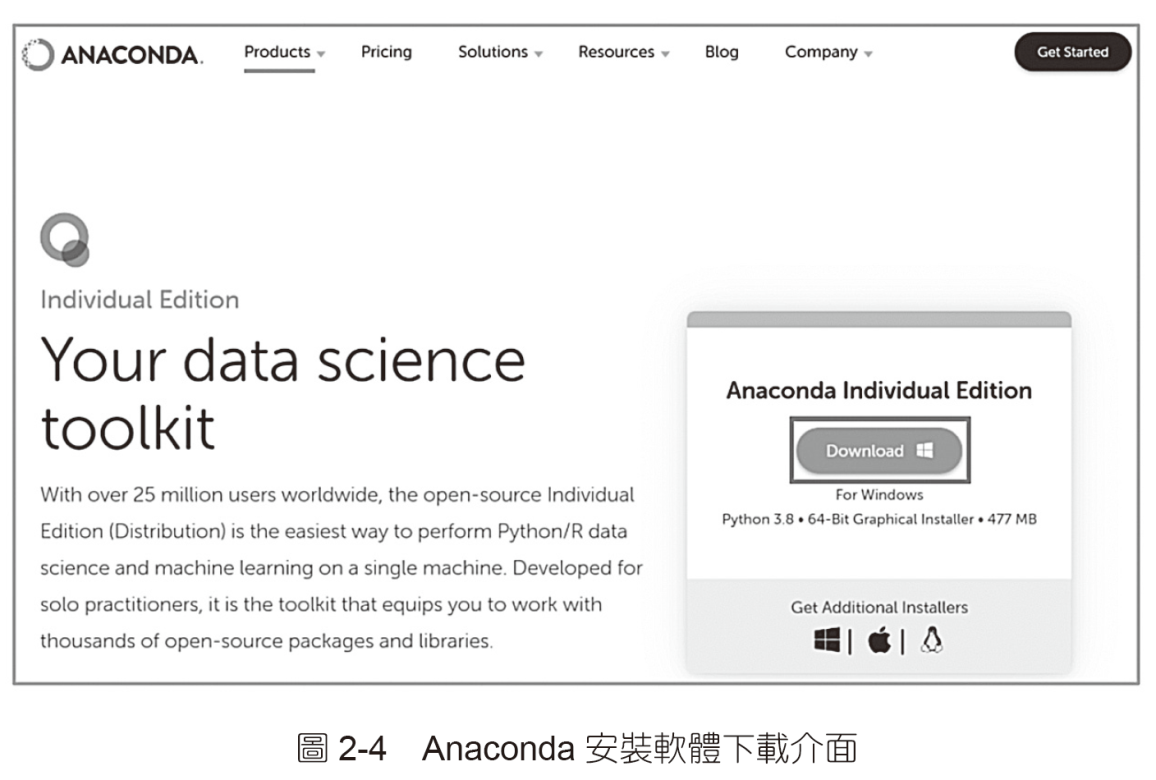 ANACONDA.
Products Pricing Solutions Resources Blog Company Get Started
Individual Edition
Your data science
toolkit
With over 25 million users worldwide, the open-source Individual
Edition (Distribution) is the easiest way to perform Python/R data
science and machine learning on a single machine. Developed for
solo practitioners, it is the toolkit that equips you to work with
thousands of open-source packages and libraries.
Anaconda Individual Edition
Download
For Windows
Python 3.8 • 64-Bit Graphical Installer • 477 MB
Get Additional Installers
圖 2-4 Anaconda 安裝軟體下載介面